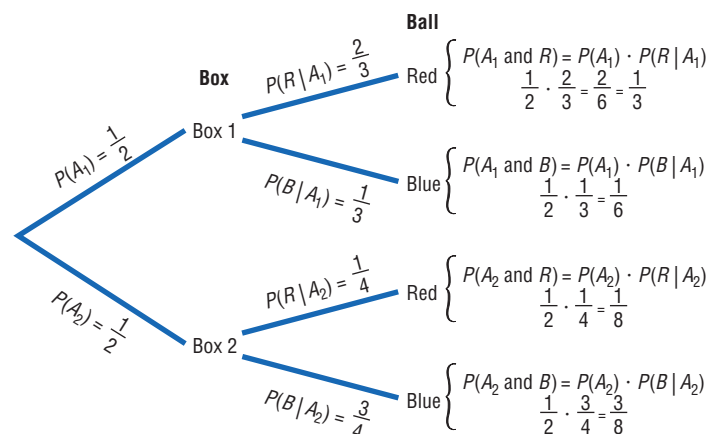 Ball
Box
P(R | A₁) = 2/3
Red { P(A₁ and R) = P(A₁) · P(R | A₁)
1/2 · 2/3 = 2/6 = 1/3
P(A₁) = 1/2
Box 1
P(B | A₁) = 1/3
Blue { P(A₁ and B) = P(A₁) · P(B | A₁)
1/2 · 1/3 = 1/6
P(A₂) = 1/2
Box 2
P(R | A₂) = 1/4
Red { P(A₂ and R) = P(A₂) · P(R | A₂)
1/2 · 1/4 = 1/8
P(B | A₂) = 3/4
Blue { P(A₂ and B) = P(A₂) · P(B | A₂)
1/2 · 3/4 = 3/8